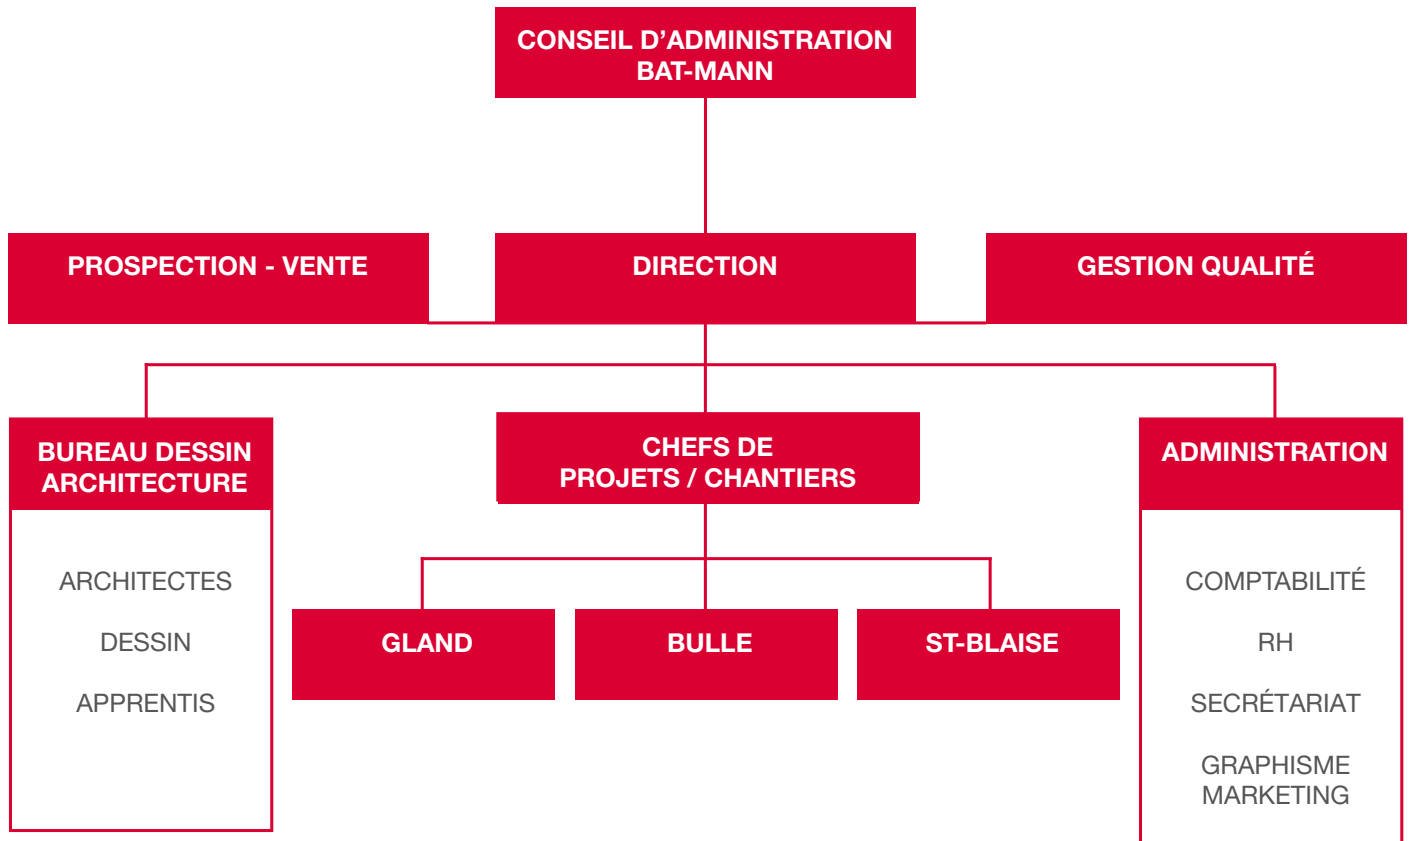 CONSEIL D’ADMINISTRATION
BAT-MANN
PROSPECTION - VENTE
DIRECTION
GESTION QUALITÉ
BUREAU DESSIN
ARCHITECTURE
ARCHITECTES
DESSIN
APPRENTIS
CHEFS DE
PROJETS / CHANTIERS
GLAND
BULLE
ST-BLAISE
ADMINISTRATION
COMPTABILITÉ
RH
SECRÉTARIAT
GRAPHISME
MARKETING